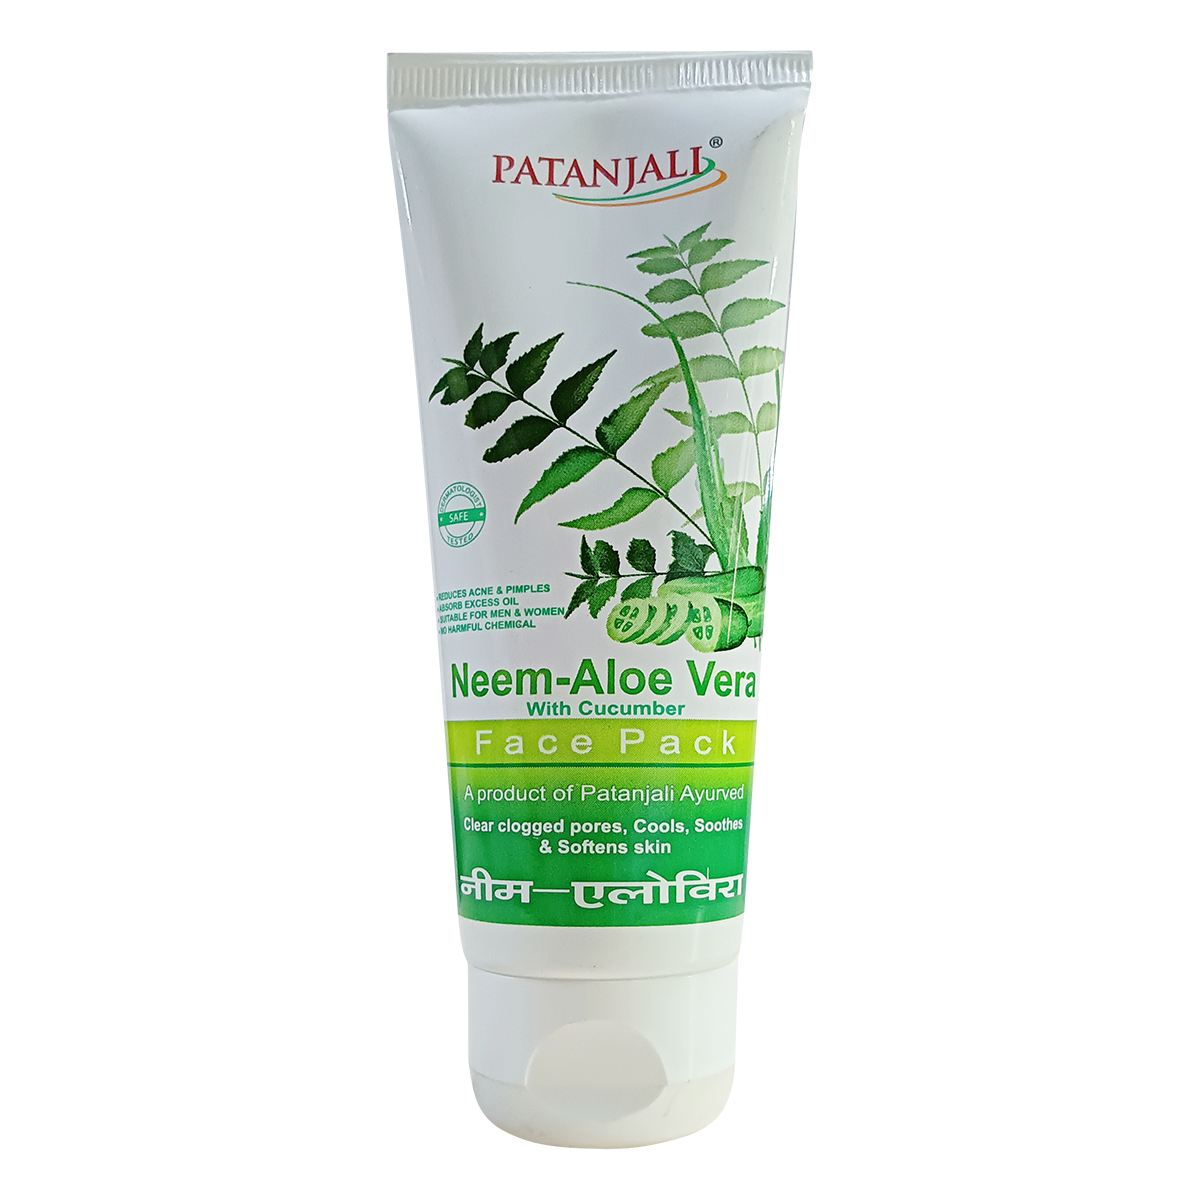 PATANJALI®
DERMATOLOGIST
SAFE
TESTED
• REDUCES ACNE & PIMPLES
• ABSORB EXCESS OIL
• SUITABLE FOR MEN & WOMEN
• NO HARMFUL CHEMICAL
Neem-Aloe Vera
With Cucumber
Face Pack
A product of Patanjali Ayurved
Clear clogged pores, Cools, Soothes
& Softens skin
नीम—एलोविरा